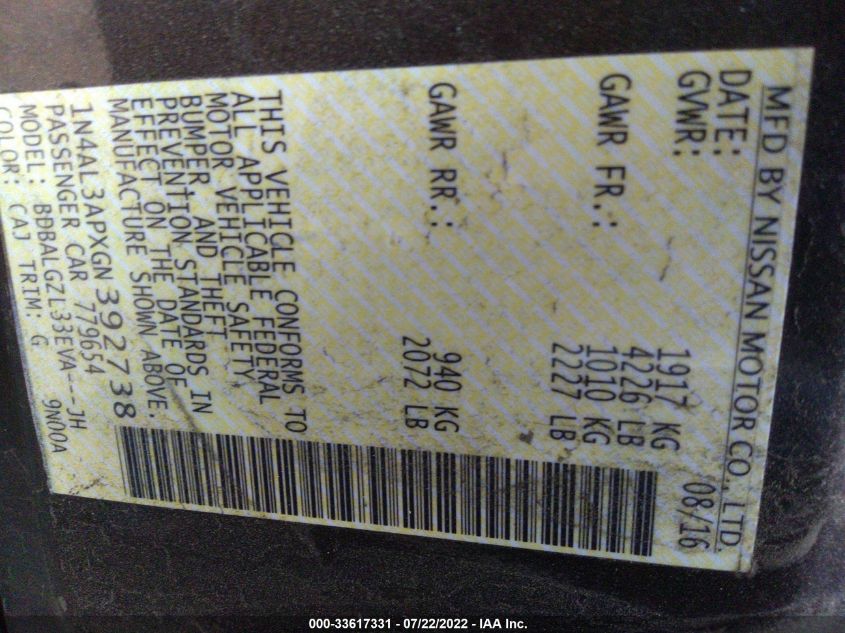 MFD BY NISSAN MOTOR CO., LTD.
DATE: 08/16
GVWR: 1917 KG
4226 LB
GAWR FR.: 1010 KG
2227 LB
GAWR RR.: 940 KG
2072 LB
THIS VEHICLE CONFORMS TO
ALL APPLICABLE FEDERAL
MOTOR VEHICLE SAFETY,
BUMPER, AND THEFT
PREVENTION STANDARDS IN
EFFECT ON THE DATE OF
MANUFACTURE SHOWN ABOVE.
1N4AL3APXGN392738
PASSENGER CAR 779654
MODEL: BDBALGZL33EVA---JH
COLOR: CAJ TRIM: G 9N00A
000-33617331 - 07/22/2022 - IAA Inc.